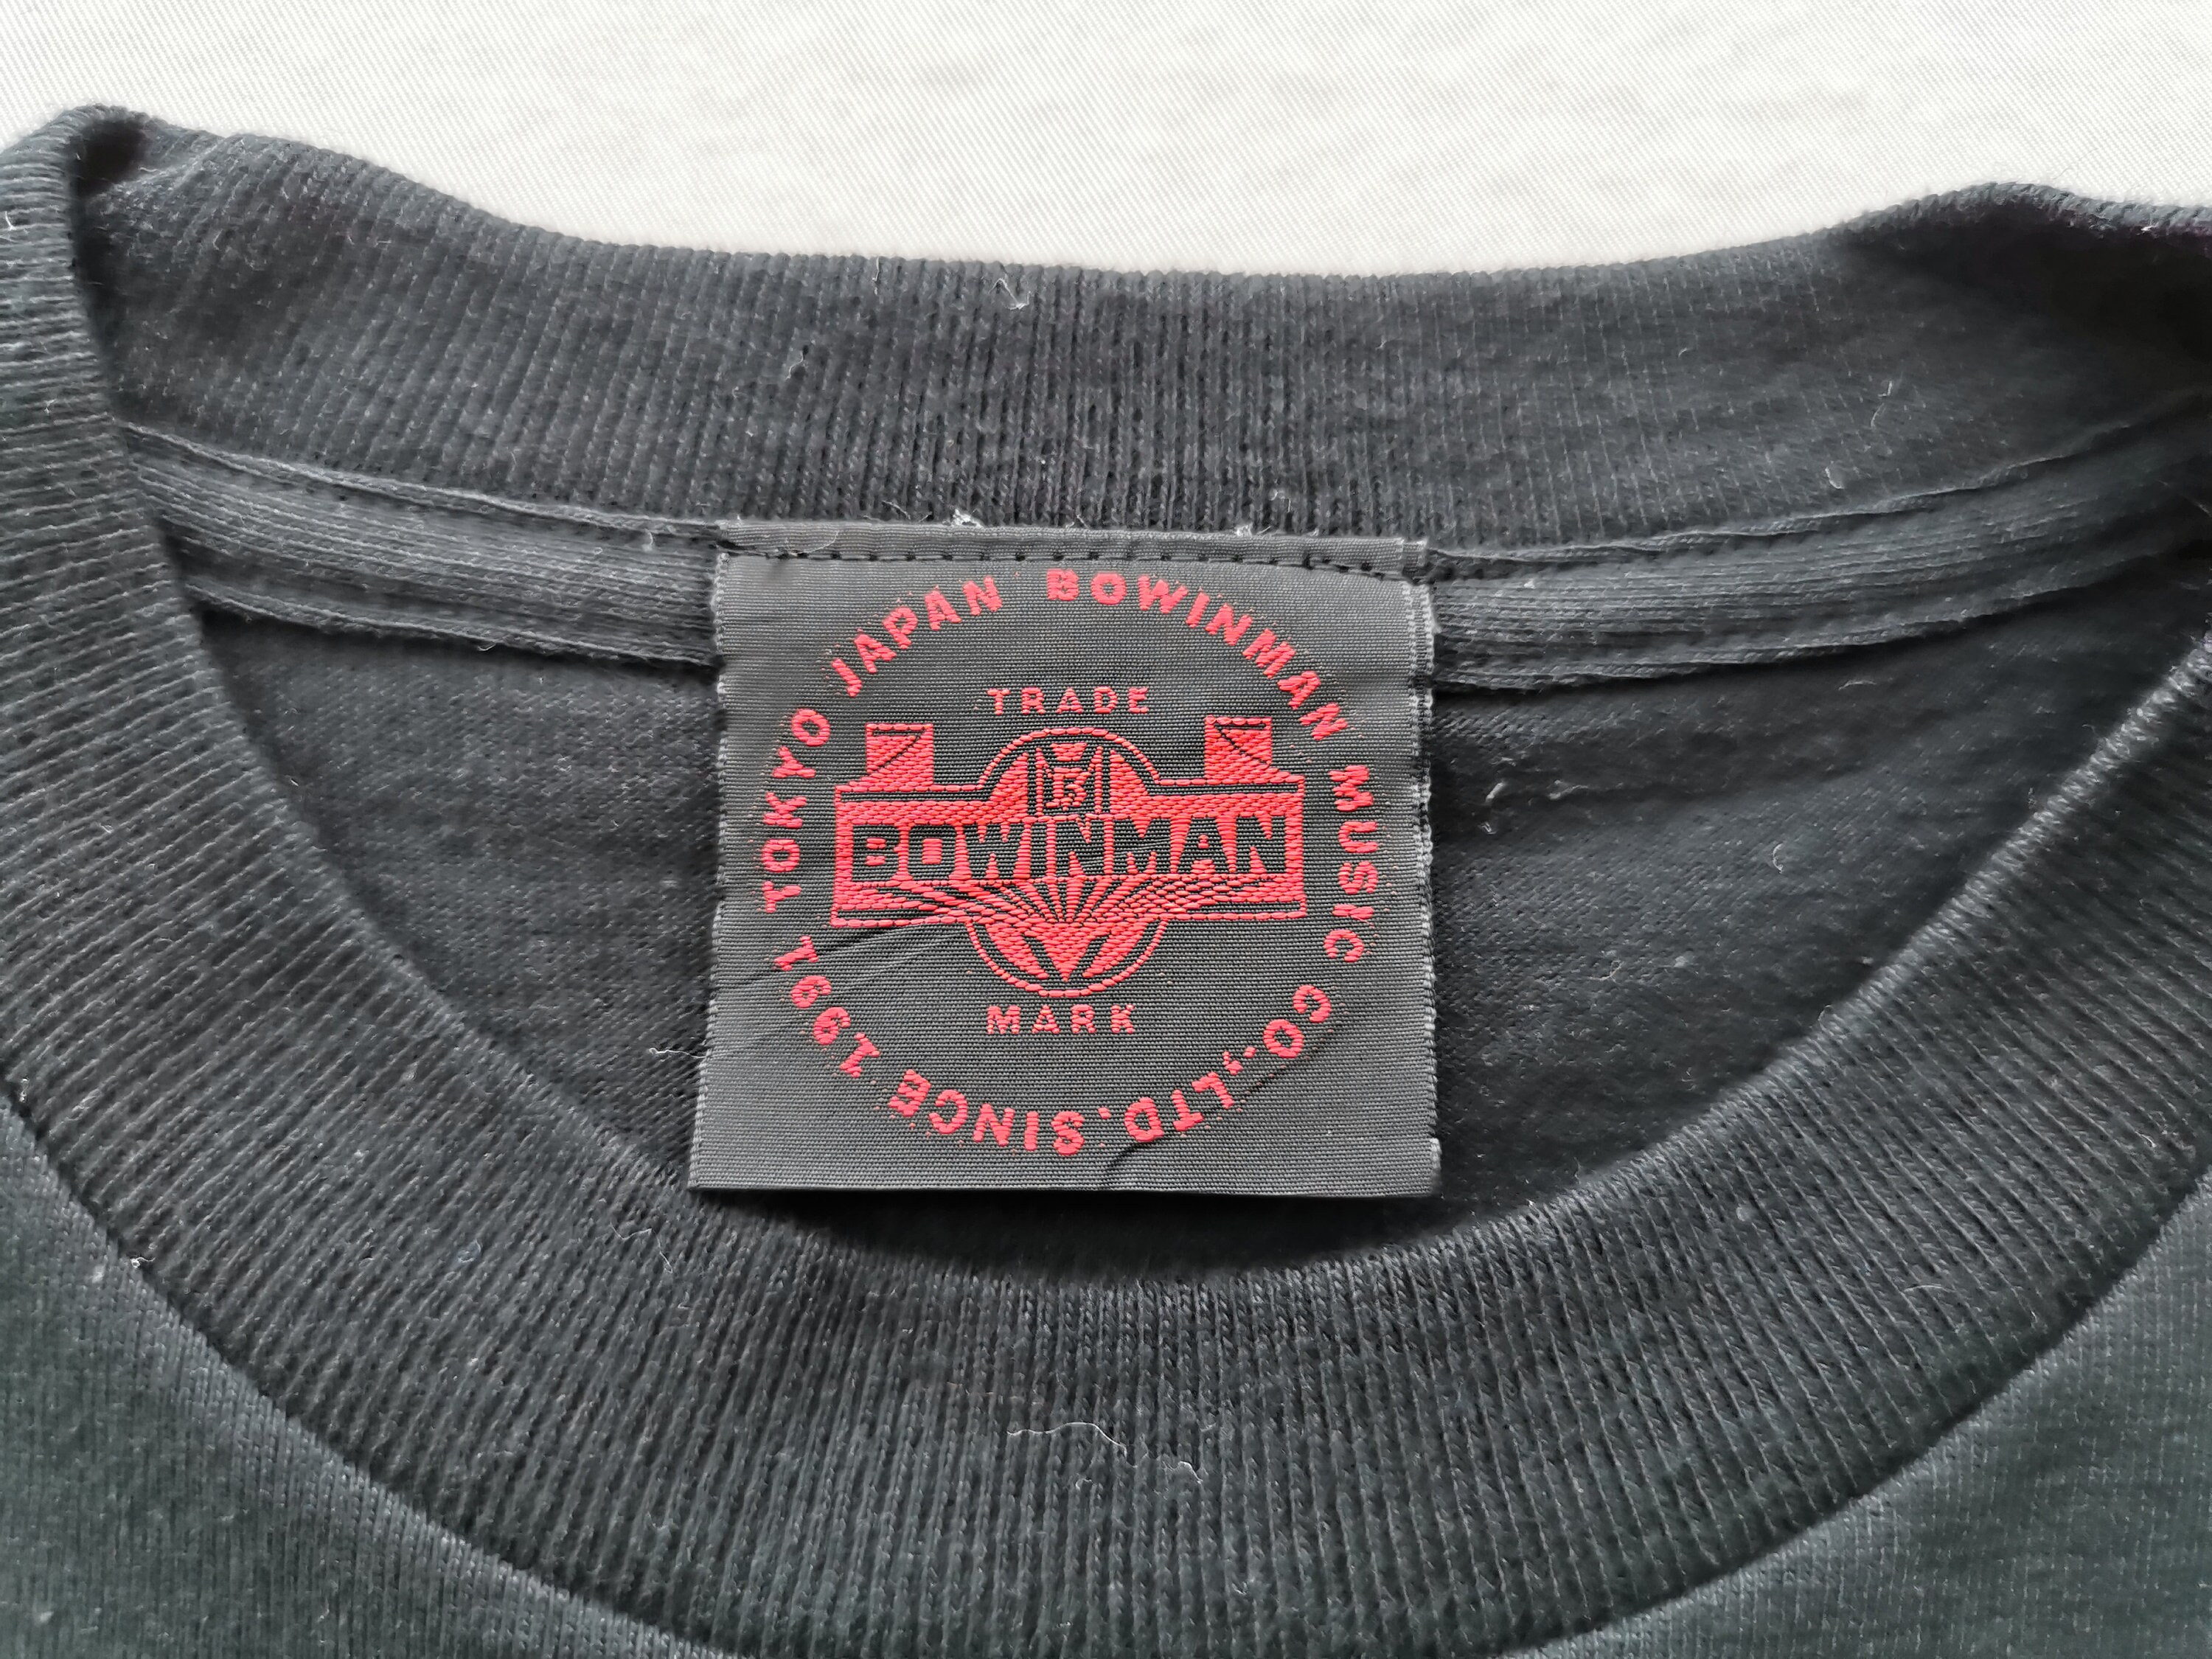 BOWINMAN MUSIC CO.,LTD. SINCE 1991 TOKYO JAPAN
TRADE
B
BOWINMAN
MARK